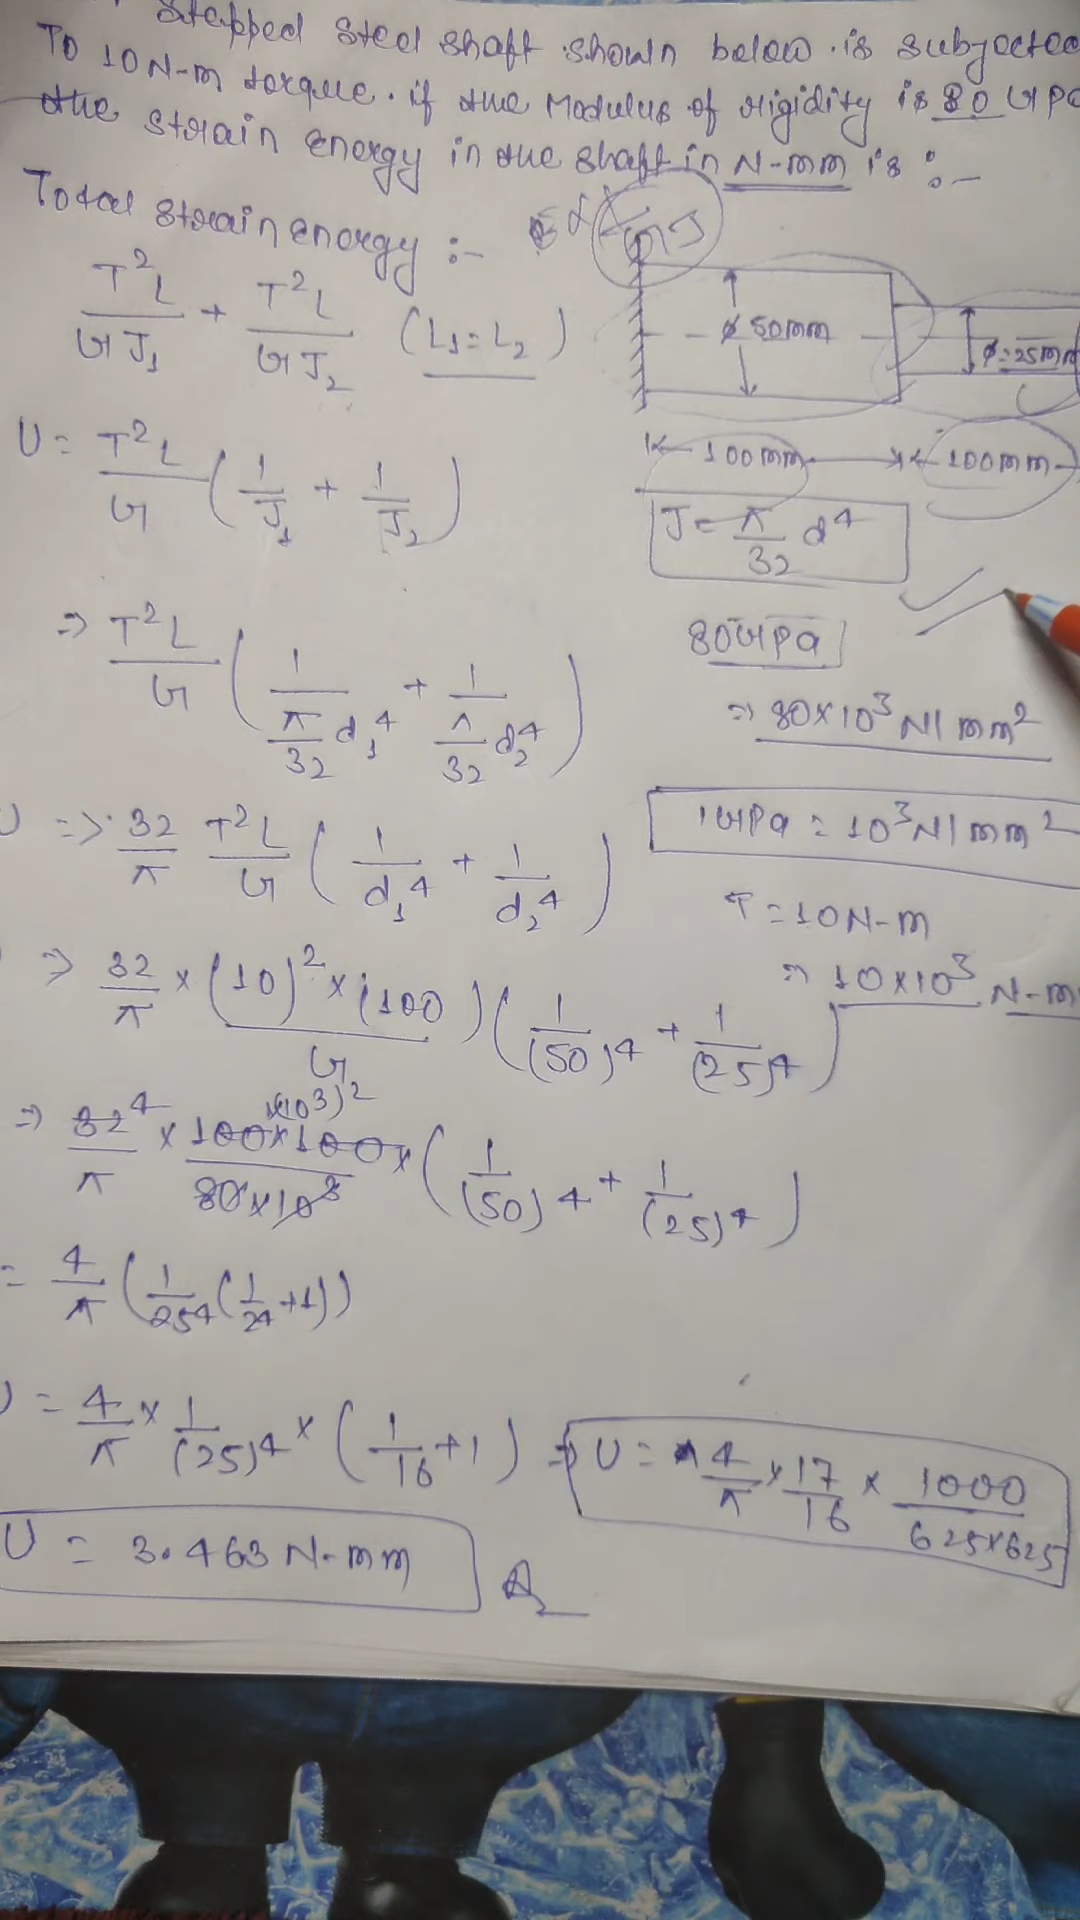 Stepped steel shaft shown below is subjected
To 10N-m torque. if the Modulus of rigidity is 80 GPa
the strain energy in the shaft in N-mm is :-
Total strain energy :-
T²L/GJ₁ + T²L/GJ₂ (L₁=L₂)
ø 50mm
ø=25mm
100mm
100mm
U = T²L/G (1/J₁ + 1/J₂)
J = π/32 d⁴
⇒ T²L/G (1/(π/32 d₁⁴) + 1/(π/32 d₂⁴))
80GPa
⇒ 80×10³ N/mm²
U ⇒ 32/π T²L/G (1/d₁⁴ + 1/d₂⁴)
1GPa = 10³N/mm²
T = 10N-m
⇒ 10×10³ N-m
⇒ 32/π × (10)² × (100)/G (1/(50)⁴ + 1/(25)⁴)
⇒ 32⁴/π × 100×100×(10³)²/80×10³ × (1/(50)⁴ + 1/(25)⁴)
= 4/π (1/25⁴ (1/2⁴ + 1))
U = 4/π × 1/(25)⁴ × (1/16 + 1) ⇒ U = 4/π × 17/16 × 1000/625×625
U = 3.463 N-mm